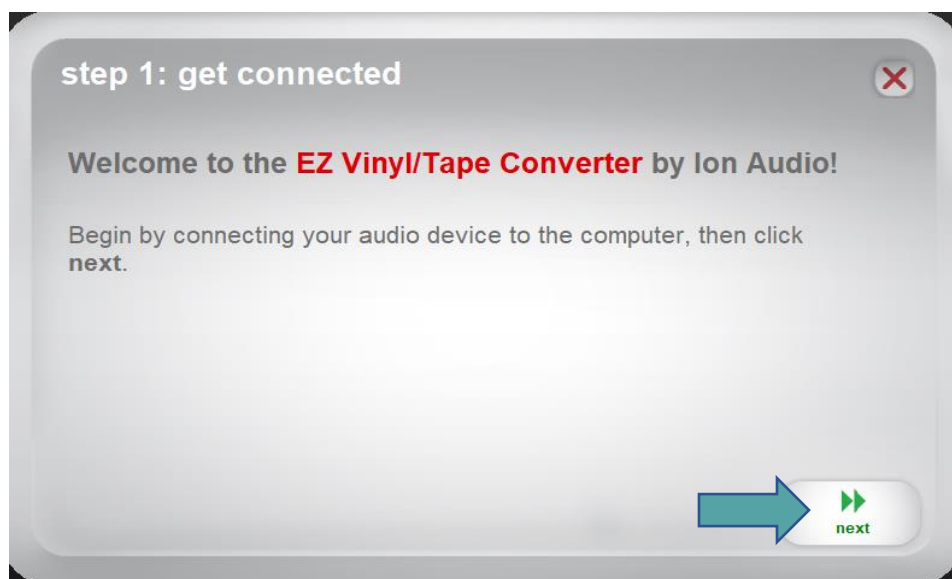 step 1: get connected
Welcome to the EZ Vinyl/Tape Converter by Ion Audio!
Begin by connecting your audio device to the computer, then click
next.
next